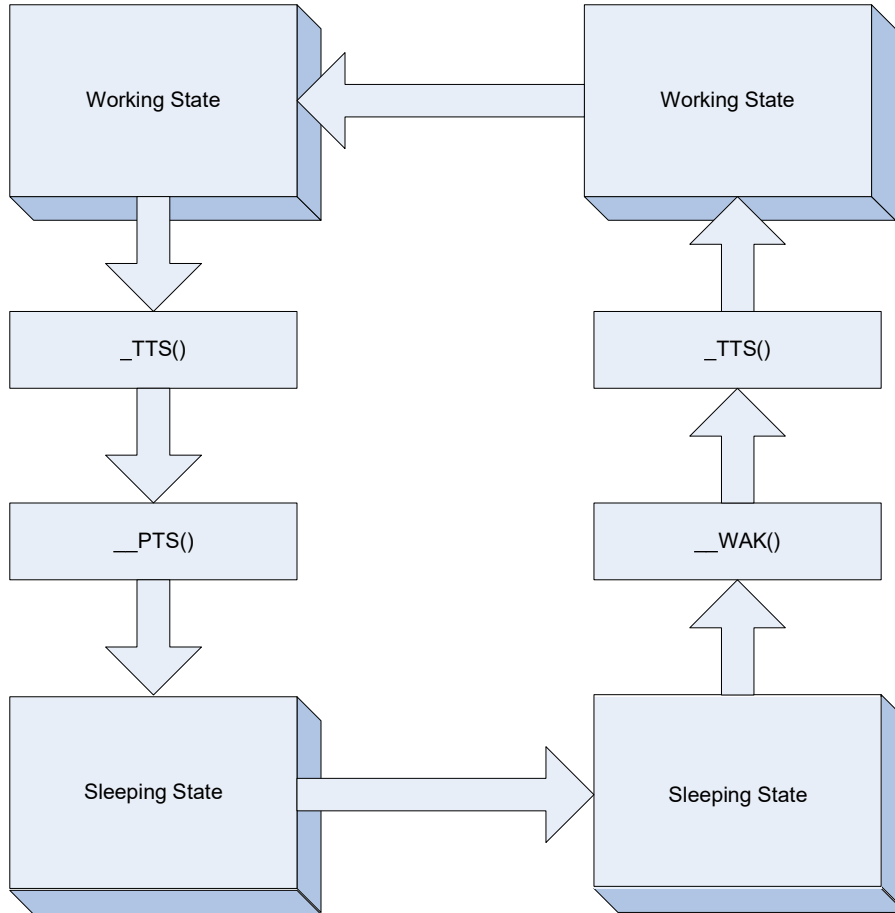 Working State
Working State
_TTS()
_TTS()
__PTS()
__WAK()
Sleeping State
Sleeping State